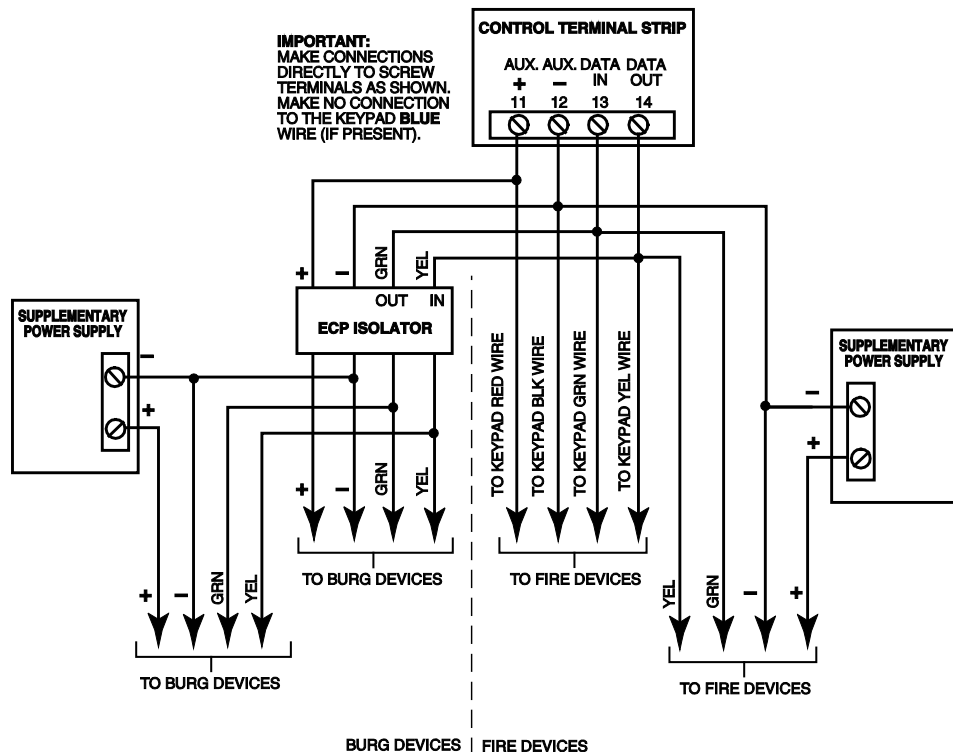 IMPORTANT:
MAKE CONNECTIONS
DIRECTLY TO SCREW
TERMINALS AS SHOWN.
MAKE NO CONNECTION
TO THE KEYPAD BLUE
WIRE (IF PRESENT).
CONTROL TERMINAL STRIP
AUX. AUX. DATA DATA
+ − IN OUT
11 12 13 14
+ − GRN YEL
OUT IN
ECP ISOLATOR
SUPPLEMENTARY
POWER SUPPLY
−
+
SUPPLEMENTARY
POWER SUPPLY
−
+
TO KEYPAD RED WIRE
TO KEYPAD BLK WIRE
TO KEYPAD GRN WIRE
TO KEYPAD YEL WIRE
+ − GRN YEL
TO BURG DEVICES
TO FIRE DEVICES
+ − GRN YEL
TO BURG DEVICES
YEL GRN − +
TO FIRE DEVICES
BURG DEVICES
FIRE DEVICES